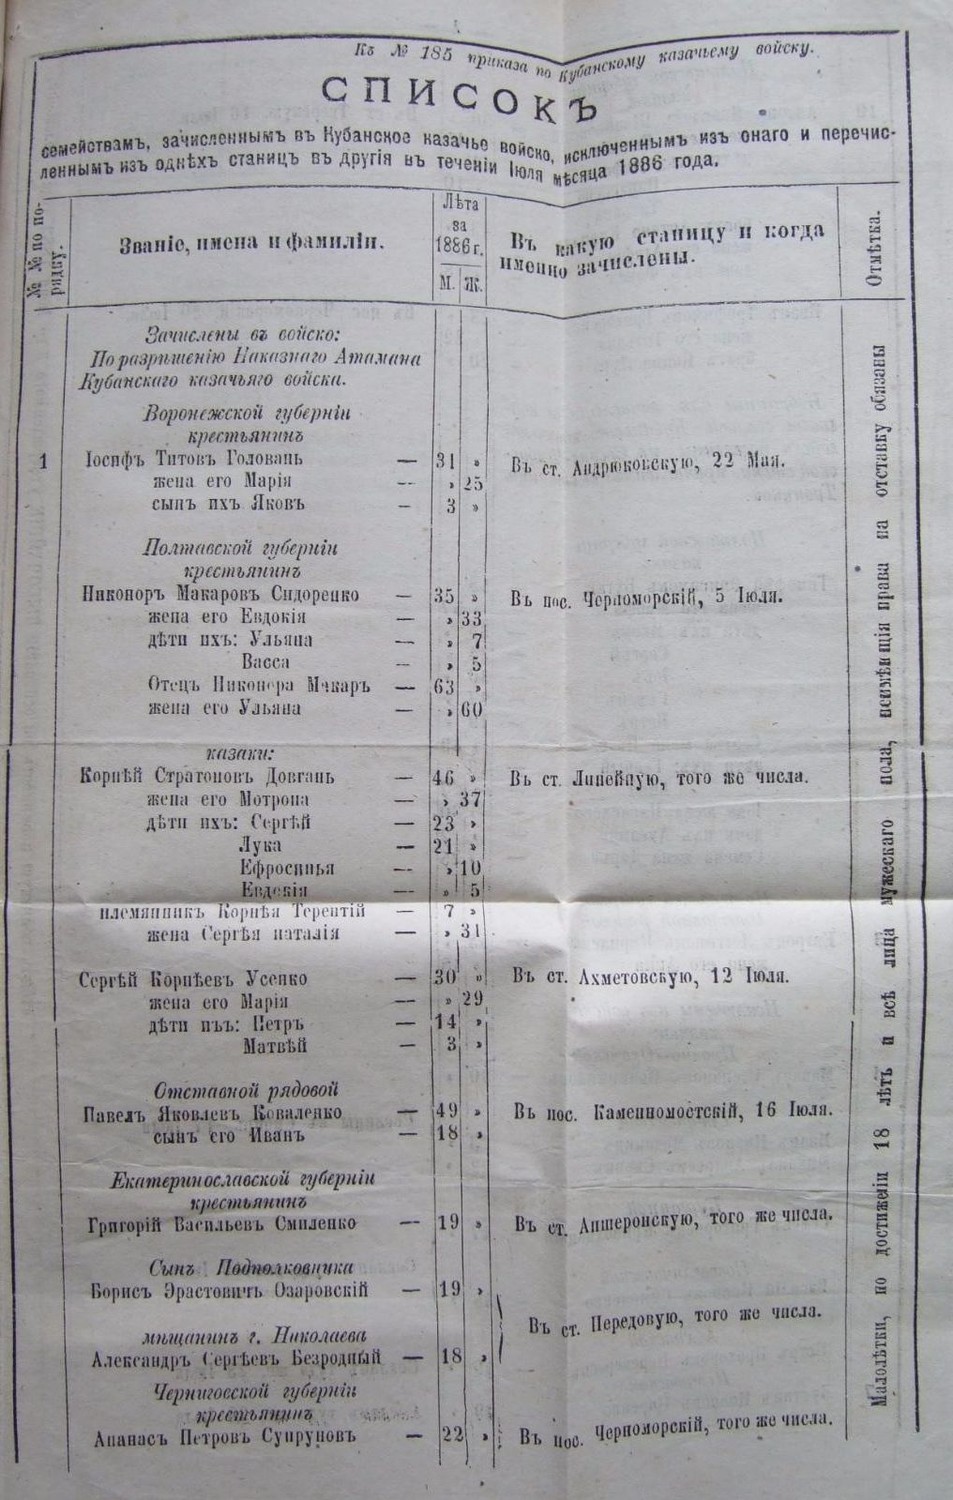 Къ № 185 приказа по Кубанскому казачьему войску.
СПИСОКЪ
семействамъ, зачисленнымъ въ Кубанское казачье войско, исключеннымъ изъ онаго и перечис-
леннымъ изъ однѣхъ станицъ въ другія въ теченіи Іюля мѣсяца 1886 года.
№ № по по-
рядку.
Званіе, имена и фамиліи.
Лѣта
за
1886 г.
М. Ж.
Въ какую станицу и когда
именно зачислены.
Отмѣтка.
Зачислены въ войско:
По разрѣшенію Наказнаго Атамана
Кубанскаго казачьяго войска.
Воронежской губерніи
крестьянинъ
1 Іосифъ Титовъ Головань — 31 » Въ ст. Андрюковскую, 22 Мая.
жена его Марія — » 25
сынъ ихъ Яковъ — 3 »
Полтавской губерніи
крестьянинъ
Никоноръ Макаровъ Сидоренко — 35 » Въ пос. Черноморскій, 5 Іюля.
жена его Евдокія — » 33
дѣти ихъ: Ульяна — » 7
Васса — » 5
Отецъ Никонора Макаръ — 63 »
жена его Ульяна — » 60
казаки:
Корнѣй Стратоновъ Довгань — 46 » Въ ст. Линейную, того же числа.
жена его Мотрона — » 37
дѣти ихъ: Сергѣй — 23 »
Лука — 21 »
Ефросинья — » 10
Евдокія — » 5
племянникъ Корнѣя Терентій — 7 »
жена Сергѣя наталія — » 31
Сергѣй Корнѣевъ Усенко — 30 » Въ ст. Ахметовскую, 12 Іюля.
жена его Марія — » 29
дѣти пъъ: Петръ — 14 »
Матвѣй — 3 »
Отставной рядовой
Павелъ Яковлевъ Коваленко — 49 » Въ пос. Каменномостскій, 16 Іюля.
сынъ его Иванъ — 18 »
Екатеринославской губерніи
крестьянинъ
Григорій Васильевъ Смиленко — 19 » Въ ст. Апшеронскую, того же числа.
Сынъ Подполковника
Борисъ Эрастовичъ Озаровскій — 19 »
Въ ст. Передовую, того же числа.
мѣщанинъ г. Николаева
Александръ Сергѣевъ Безродный — 18 »
Черниговской губерніи
крестьянинъ
Апанасъ Петровъ Супруновъ — 22 » Въ пос. Черноморскій, того же числа.
Малолѣтки, по достиженіи 18 лѣтъ и всѣ лица мужескаго пола, неимѣющія права на отставку обязаны